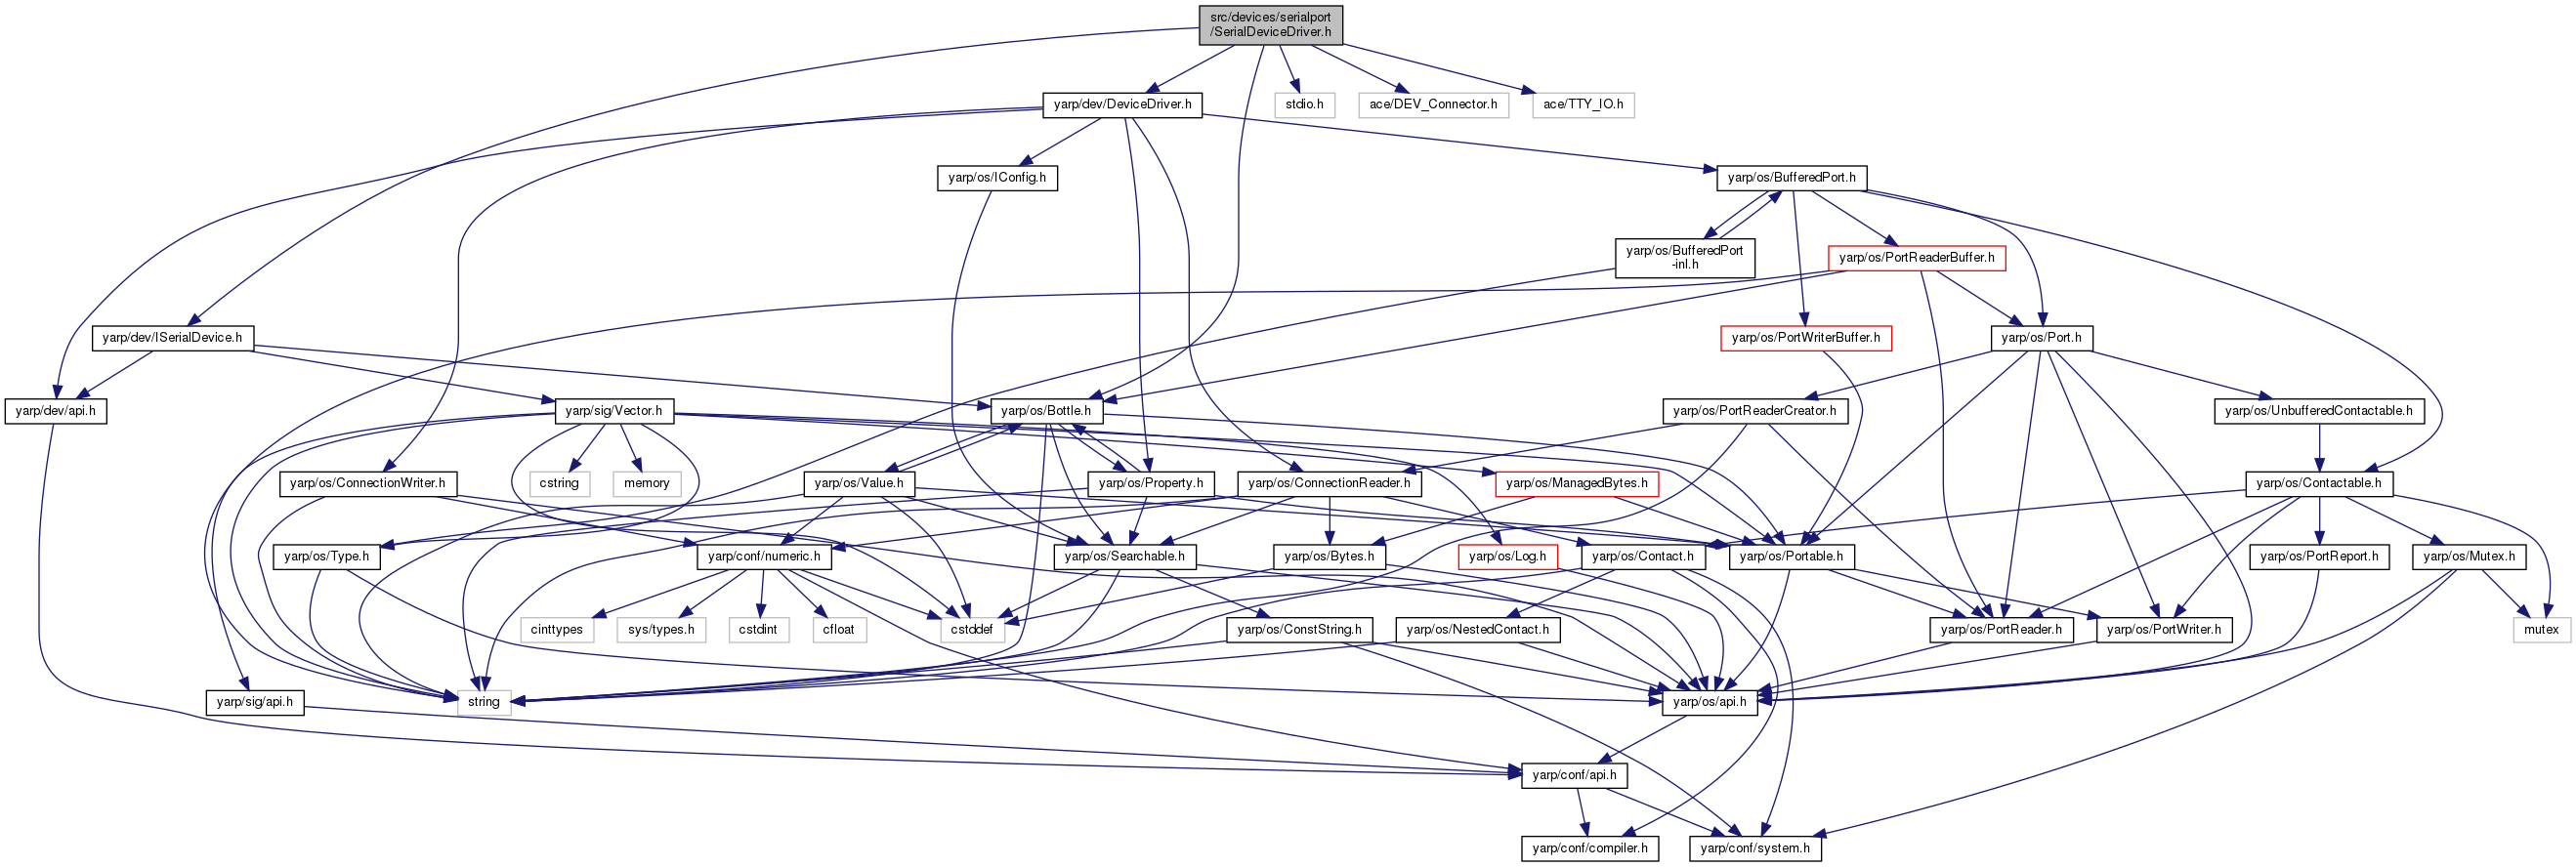 src/devices/serialport
/SerialDeviceDriver.h
yarp/dev/DeviceDriver.h
stdio.h
ace/DEV_Connector.h
ace/TTY_IO.h
yarp/os/IConfig.h
yarp/os/BufferedPort.h
yarp/os/BufferedPort
-inl.h
yarp/os/PortReaderBuffer.h
yarp/dev/ISerialDevice.h
yarp/os/PortWriterBuffer.h
yarp/os/Port.h
yarp/dev/api.h
yarp/sig/Vector.h
yarp/os/Bottle.h
yarp/os/PortReaderCreator.h
yarp/os/UnbufferedContactable.h
yarp/os/ConnectionWriter.h
cstring
memory
yarp/os/Value.h
yarp/os/Property.h
yarp/os/ConnectionReader.h
yarp/os/ManagedBytes.h
yarp/os/Contactable.h
yarp/os/Type.h
yarp/conf/numeric.h
yarp/os/Searchable.h
yarp/os/Bytes.h
yarp/os/Log.h
yarp/os/Contact.h
yarp/os/Portable.h
yarp/os/PortReport.h
yarp/os/Mutex.h
cinttypes
sys/types.h
cstdint
cfloat
cstddef
yarp/os/ConstString.h
yarp/os/NestedContact.h
yarp/os/PortReader.h
yarp/os/PortWriter.h
mutex
yarp/sig/api.h
string
yarp/os/api.h
yarp/conf/api.h
yarp/conf/compiler.h
yarp/conf/system.h